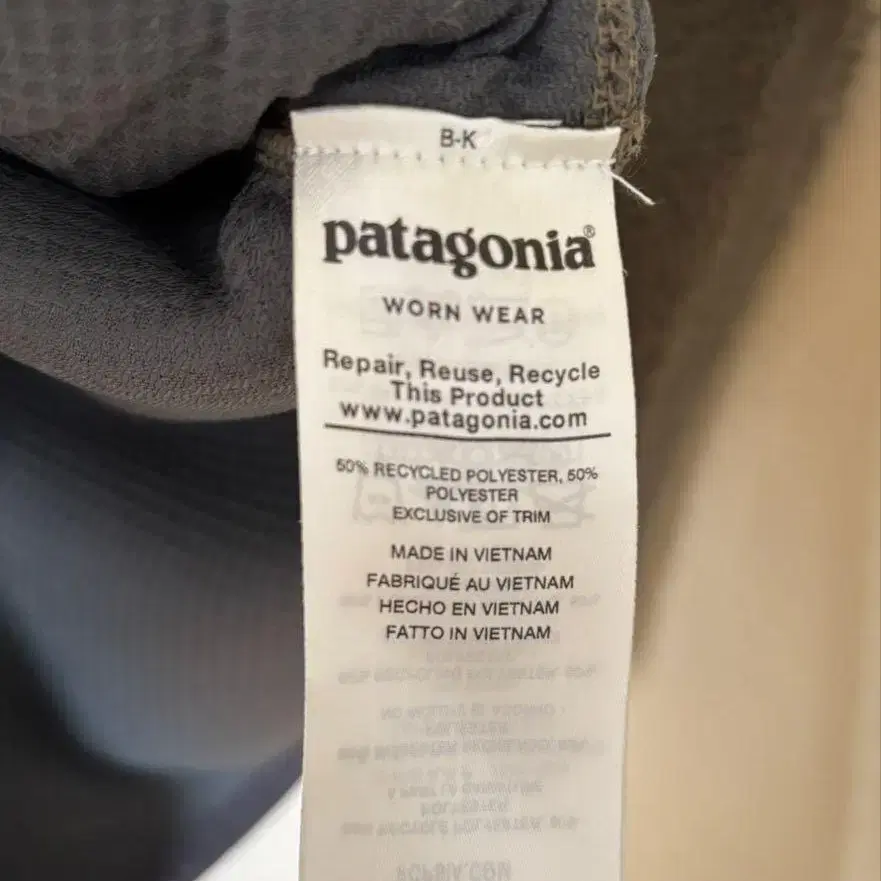 B-K
patagonia®
WORN WEAR
Repair, Reuse, Recycle
This Product
www.patagonia.com
50% RECYCLED POLYESTER, 50%
POLYESTER
EXCLUSIVE OF TRIM
MADE IN VIETNAM
FABRIQUÉ AU VIETNAM
HECHO EN VIETNAM
FATTO IN VIETNAM